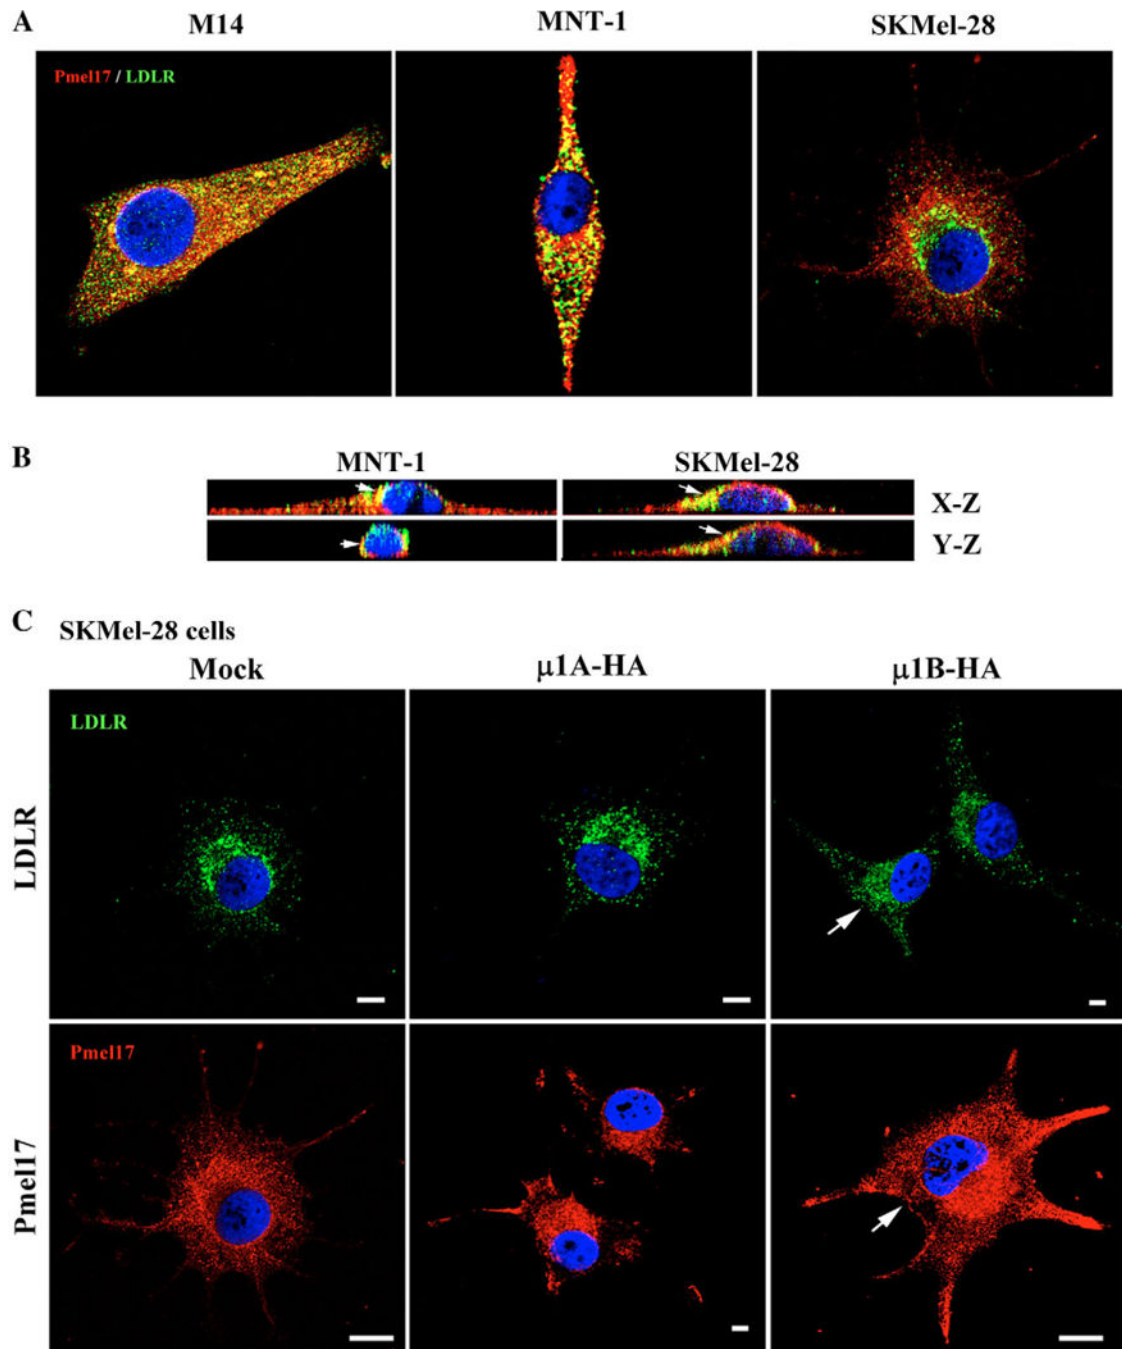 A
M14
MNT-1
SKMel-28
Pmel17 / LDLR
B
MNT-1
SKMel-28
X-Z
Y-Z
C
SKMel-28 cells
Mock
μ1A-HA
μ1B-HA
LDLR
LDLR
Pmel17
Pmel17